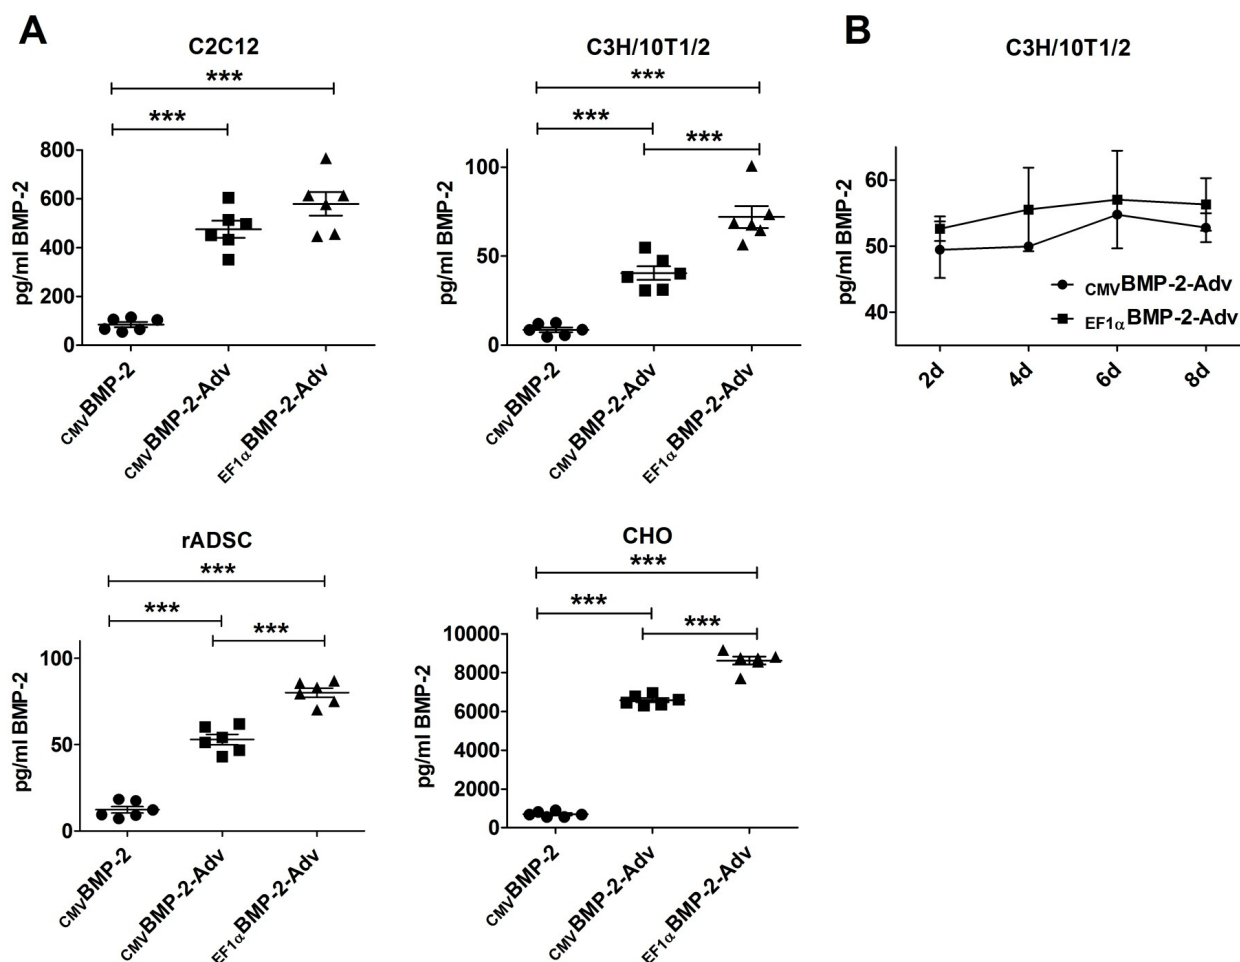 A
B
C2C12
***
***
pg/ml BMP-2
800
600
400
200
0
CMVBMP-2
CMVBMP-2-Adv
EF1αBMP-2-Adv
C3H/10T1/2
***
***
***
pg/ml BMP-2
100
50
0
CMVBMP-2
CMVBMP-2-Adv
EF1αBMP-2-Adv
C3H/10T1/2
pg/ml BMP-2
60
50
40
CMVBMP-2-Adv
EF1αBMP-2-Adv
2d
4d
6d
8d
rADSC
***
***
***
pg/ml BMP-2
100
50
0
CMVBMP-2
CMVBMP-2-Adv
EF1αBMP-2-Adv
CHO
***
***
***
pg/ml BMP-2
10000
8000
6000
4000
2000
0
CMVBMP-2
CMVBMP-2-Adv
EF1αBMP-2-Adv